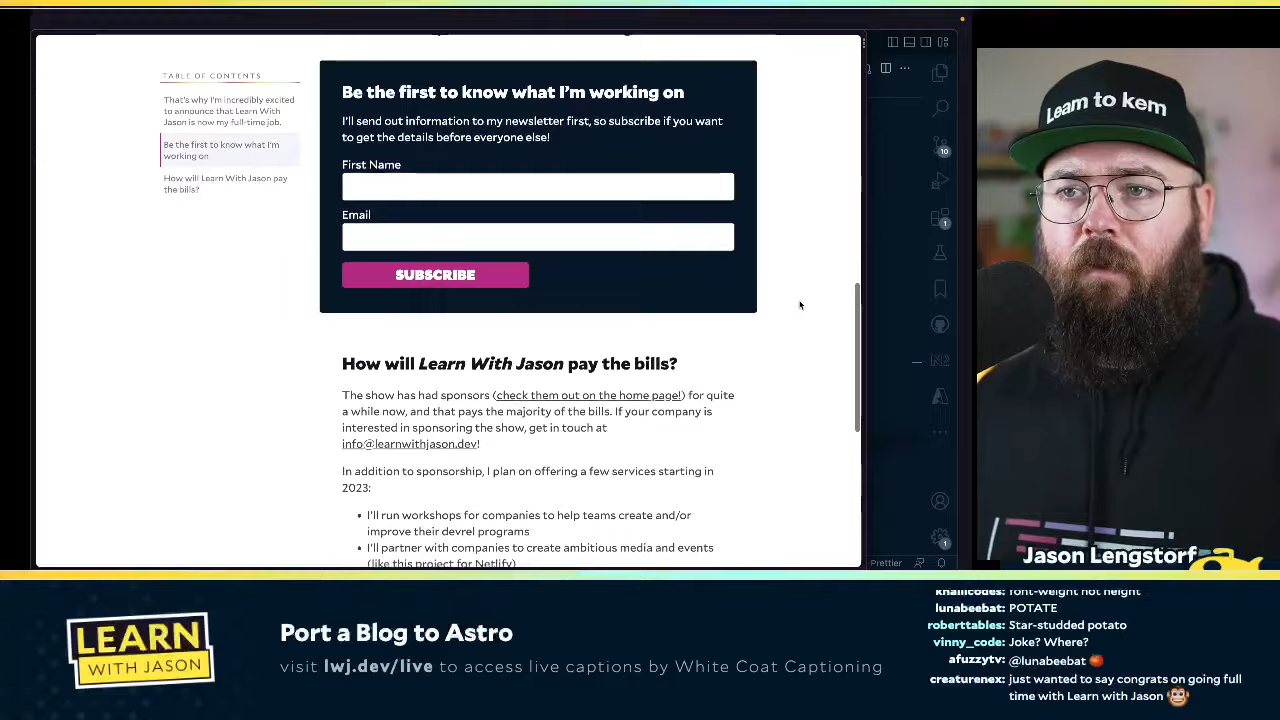 TABLE OF CONTENTS
That's why I'm incredibly excited
to announce that Learn With
Jason is now my full-time job.
Be the first to know what I'm
working on
How will Learn With Jason pay
the bills?
Be the first to know what I'm working on
I'll send out information to my newsletter first, so subscribe if you want
to get the details before everyone else!
First Name
Email
SUBSCRIBE
How will Learn With Jason pay the bills?
The show has had sponsors (check them out on the home page!) for quite
a while now, and that pays the majority of the bills. If your company is
interested in sponsoring the show, get in touch at
info@learnwithjason.dev!
In addition to sponsorship, I plan on offering a few services starting in
2023:
• I'll run workshops for companies to help teams create and/or
improve their devrel programs
• I'll partner with companies to create ambitious media and events
(like this project for Netlify)
10
1
1
Prettier
Learn to kem
Jason Lengstorf
LEARN
WITH JASON
Port a Blog to Astro
visit lwj.dev/live to access live captions by White Coat Captioning
khalilcodes: font-weight not height
lunabeebat: POTATE
roberttables: Star-studded potato
vinny_code: Joke? Where?
afuzzytv: @lunabeebat
creaturenex: just wanted to say congrats on going full
time with Learn with Jason